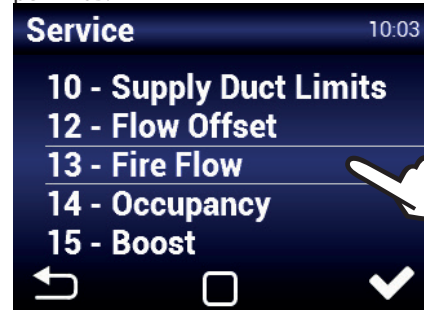 Service 10:03
10 - Supply Duct Limits
12 - Flow Offset
13 - Fire Flow
14 - Occupancy
15 - Boost